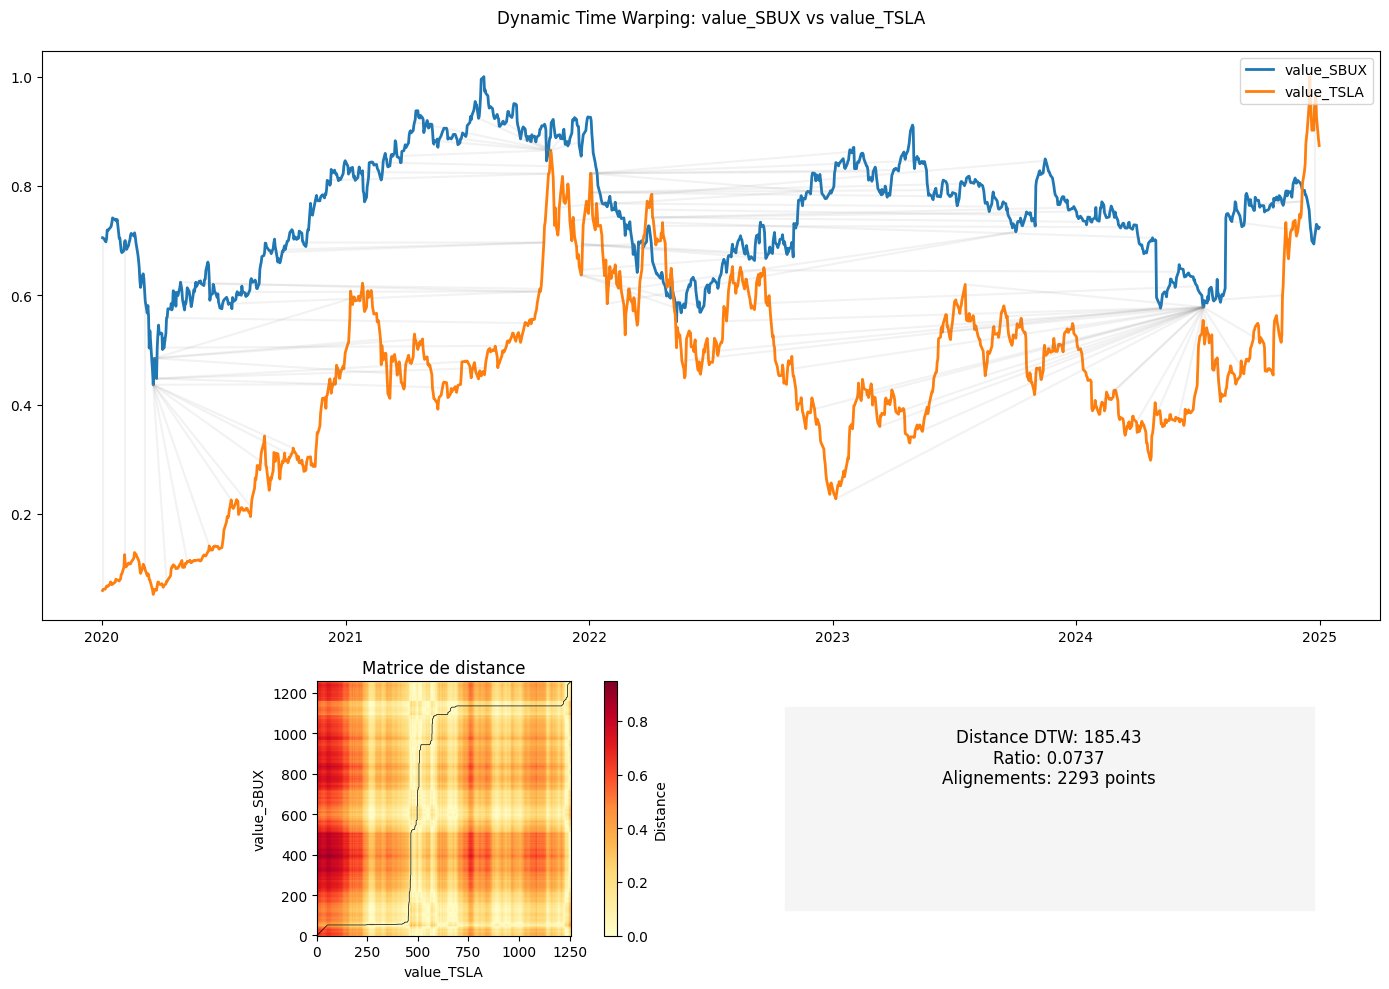 Dynamic Time Warping: value_SBUX vs value_TSLA
1.0
0.8
0.6
0.4
0.2
value_SBUX
value_TSLA
2020 2021 2022 2023 2024 2025
Matrice de distance
1200
1000
800
600
400
200
0
value_SBUX
0 250 500 750 1000 1250
value_TSLA
0.8
0.6
0.4
0.2
0.0
Distance
Distance DTW: 185.43
Ratio: 0.0737
Alignements: 2293 points